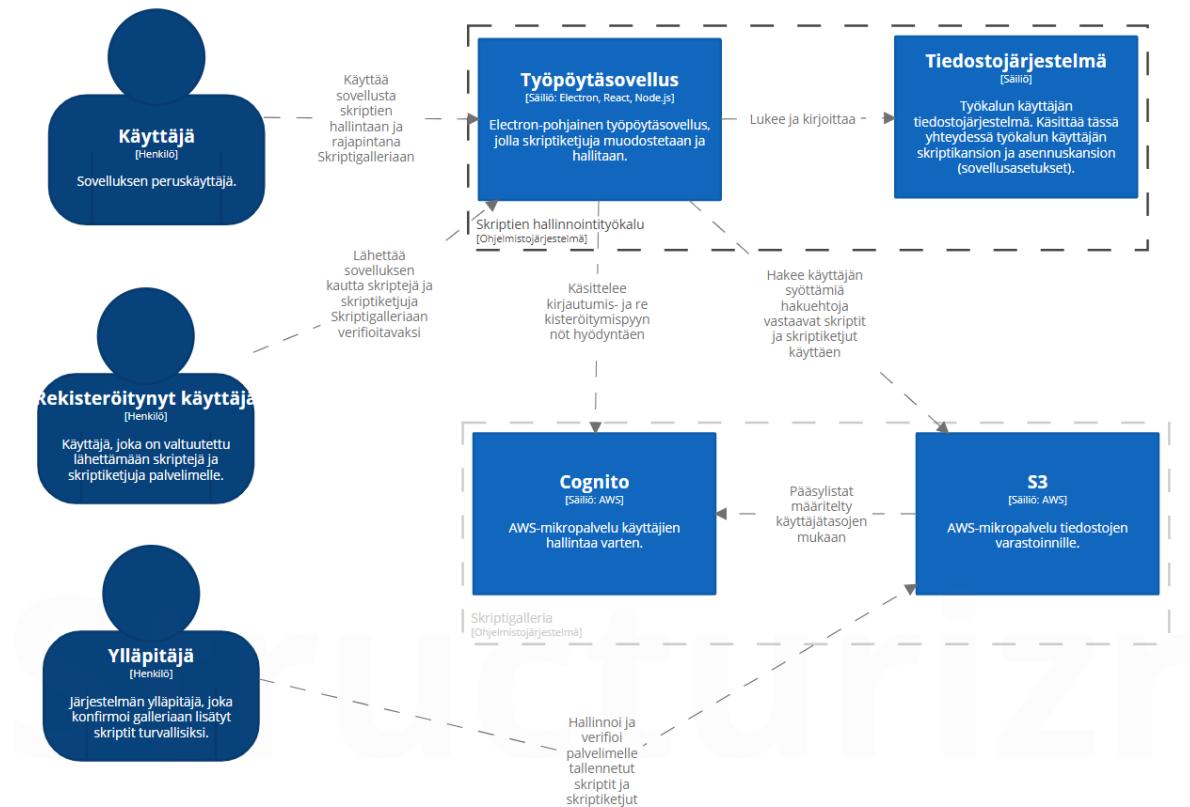 Käyttäjä
[Henkilö]
Sovelluksen peruskäyttäjä.
Käyttää
sovellusta
skriptien
hallintaan ja
rajapintana
Skriptigalleriaan
Työpöytäsovellus
[Säiliö: Electron, React, Node.js]
Electron-pohjainen työpöytäsovellus,
jolla skriptiketjuja muodostetaan ja
hallitaan.
Lukee ja kirjoittaa
Tiedostojärjestelmä
[Säiliö]
Työkalun käyttäjän
tiedostojärjestelmä. Käsittää tässä
yhteydessä työkalun käyttäjän
skriptikansion ja asennuskansion
(sovellusasetukset).
Skriptien hallinnointityökalu
[Ohjelmistojärjestelmä]
Lähettää
sovelluksen
kautta skriptejä ja
skriptiketjuja
Skriptigalleriaan
verifioitavaksi
Käsittelee
kirjautumis- ja re
kisteröitymispyyn
nöt hyödyntäen
Hakee käyttäjän
syöttämiä
hakuehtoja
vastaavat skriptit
ja skriptiketjut
käyttäen
Rekisteröitynyt käyttäjä
[Henkilö]
Käyttäjä, joka on valtuutettu
lähettämään skriptejä ja
skriptiketjuja palvelimelle.
Cognito
[Säiliö: AWS]
AWS-mikropalvelu käyttäjien
hallintaa varten.
Pääsylistat
määritelty
käyttäjätasojen
mukaan
S3
[Säiliö: AWS]
AWS-mikropalvelu tiedostojen
varastoinnille.
Skriptigalleria
[Ohjelmistojärjestelmä]
Ylläpitäjä
[Henkilö]
Järjestelmän ylläpitäjä, joka
konfirmoi galleriaan lisätyt
skriptit turvallisiksi.
Hallinnoi ja
verifioi
palvelimelle
tallennetut
skriptit ja
skriptiketjut
Structurizr